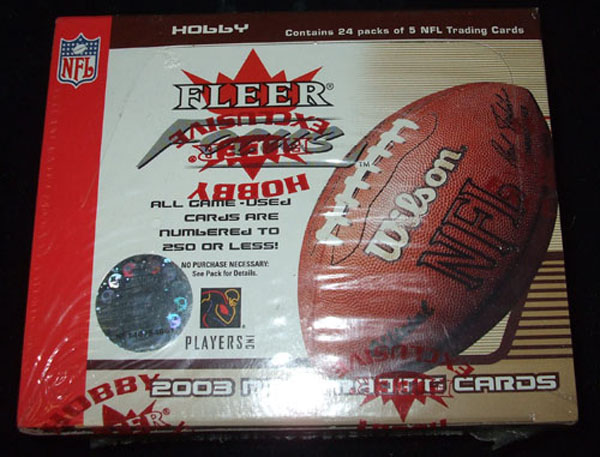 HOBBY
Contains 24 packs of 5 NFL Trading Cards
NFL
FLEER®
Focus
HOBBY EXCLUSIVE
FLEER®
ALL GAME-USED
CARDS ARE
NUMBERED TO
250 OR LESS!
NO PURCHASE NECESSARY:
See Pack for Details.
PLAYERS INC
Wilson
NFL
2003 CARDS
HOBBY
EXCLUSIVE